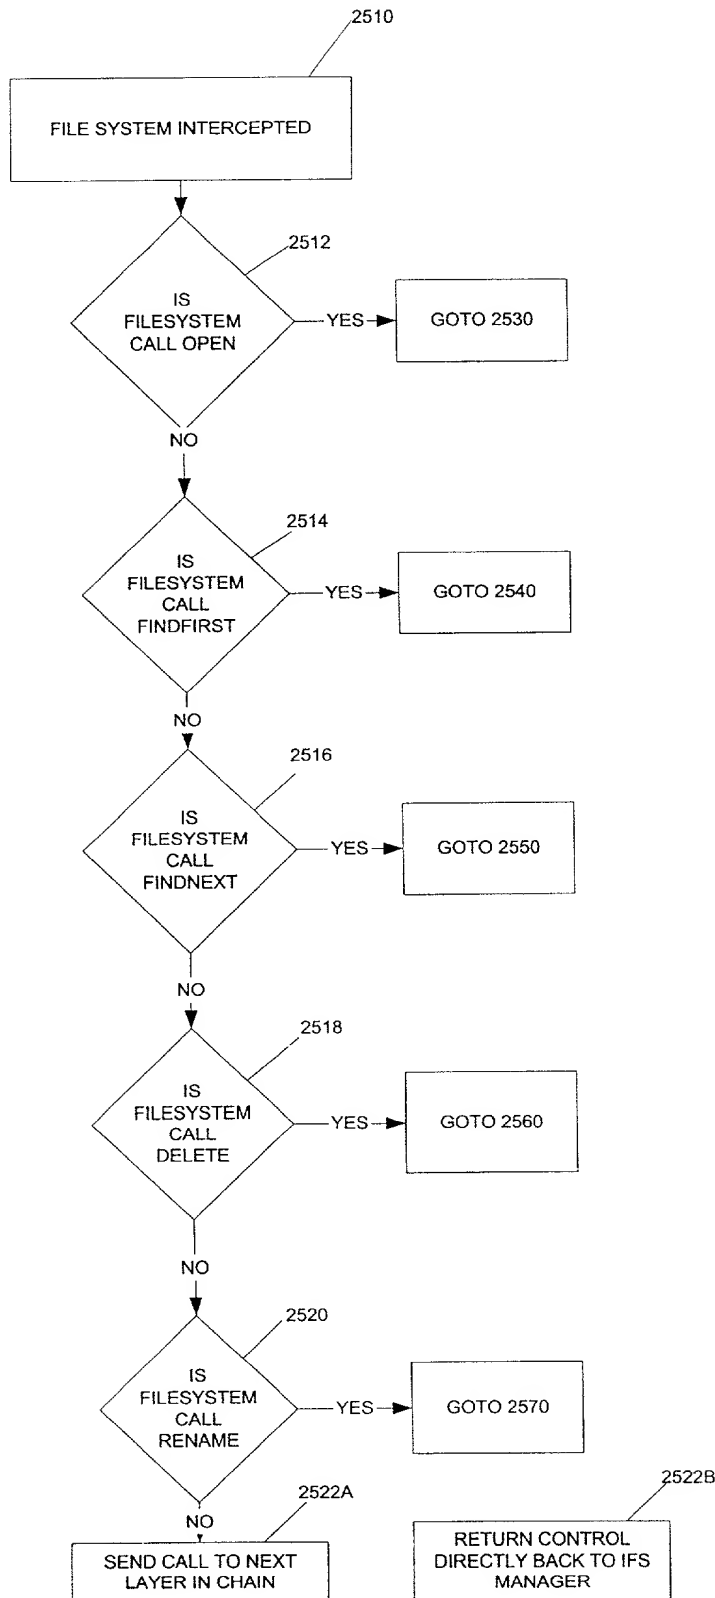 2510
FILE SYSTEM INTERCEPTED
2512
IS
FILESYSTEM
CALL OPEN
YES
GOTO 2530
NO
2514
IS
FILESYSTEM
CALL
FINDFIRST
YES
GOTO 2540
NO
2516
IS
FILESYSTEM
CALL
FINDNEXT
YES
GOTO 2550
NO
2518
IS
FILESYSTEM
CALL
DELETE
YES
GOTO 2560
NO
2520
IS
FILESYSTEM
CALL
RENAME
YES
GOTO 2570
NO
2522A
SEND CALL TO NEXT
LAYER IN CHAIN
2522B
RETURN CONTROL
DIRECTLY BACK TO IFS
MANAGER